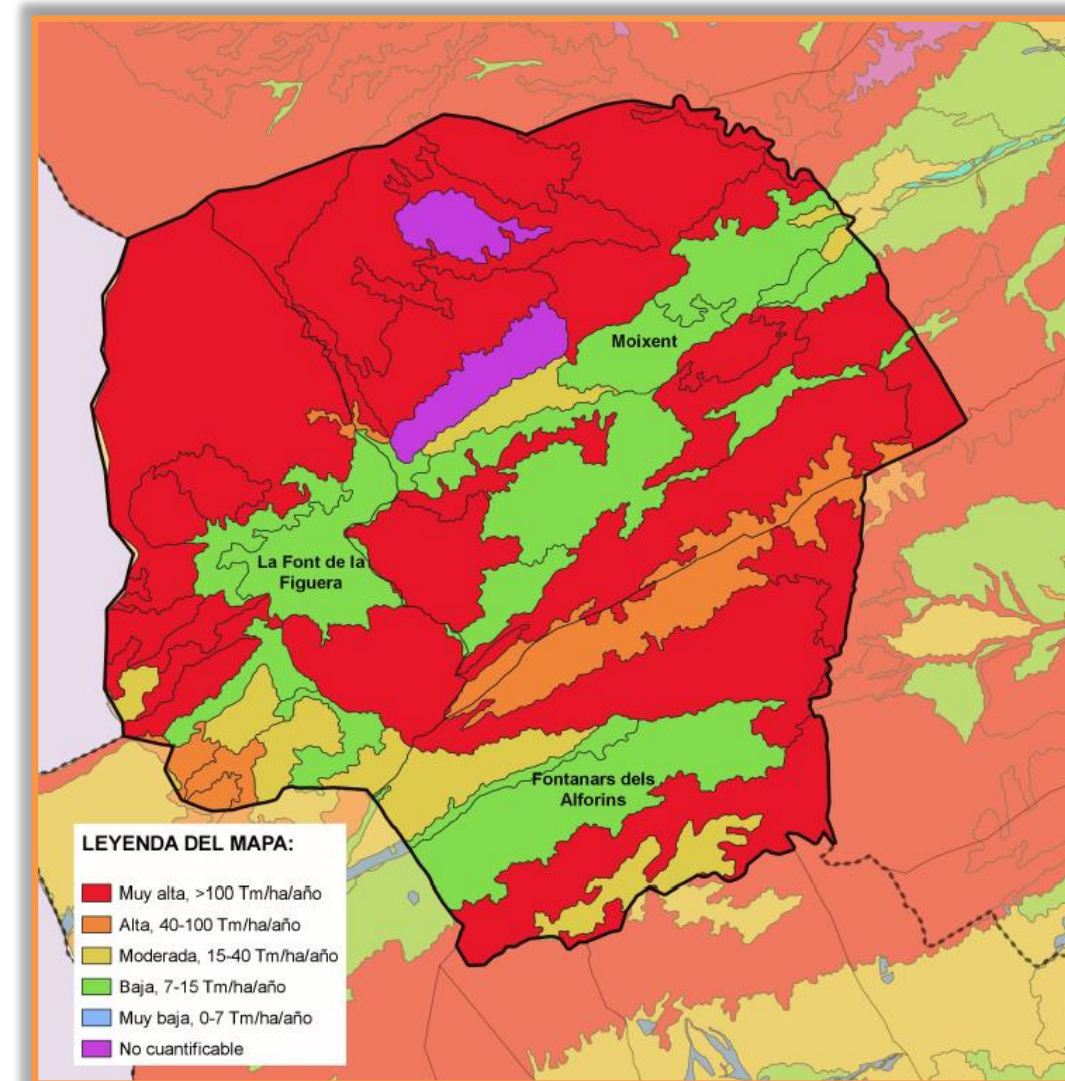 Moixent
La Font de la
Figuera
Fontanars dels
Alforins
LEYENDA DEL MAPA:
Muy alta, >100 Tm/ha/año
Alta, 40-100 Tm/ha/año
Moderada, 15-40 Tm/ha/año
Baja, 7-15 Tm/ha/año
Muy baja, 0-7 Tm/ha/año
No cuantificable